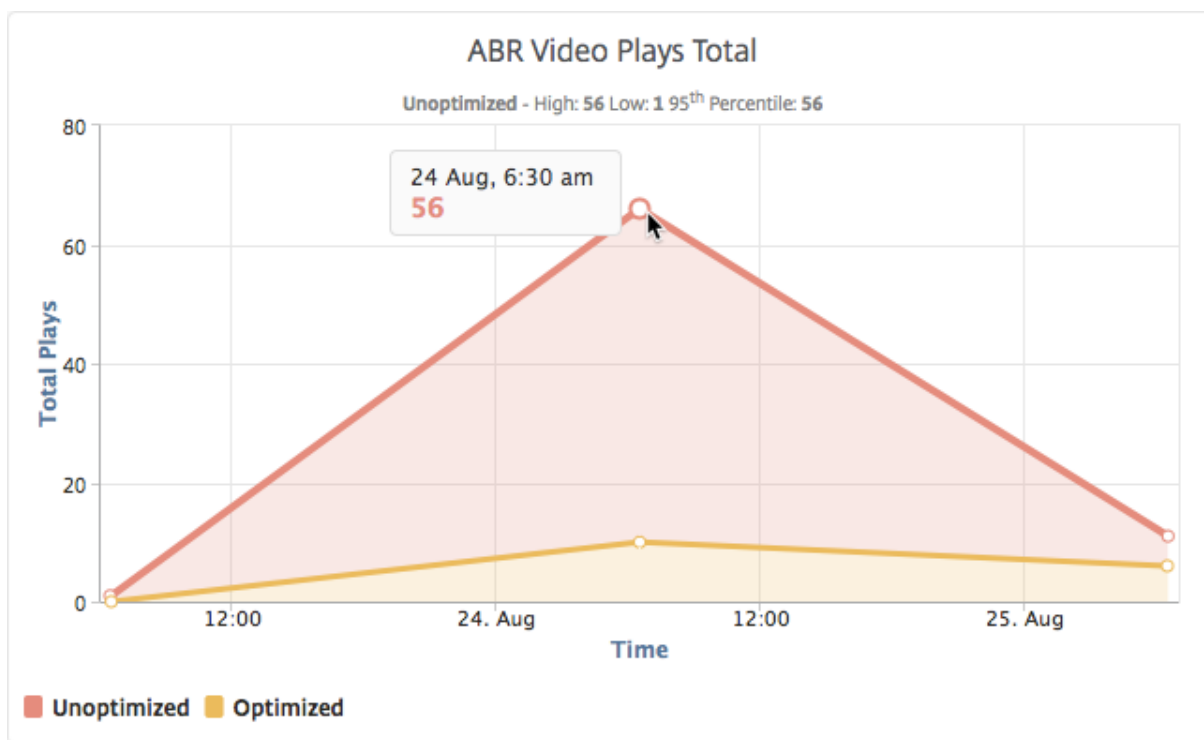 ABR Video Plays Total
Unoptimized - High: 56 Low: 1 95th Percentile: 56
80
24 Aug, 6:30 am
56
60
40
20
0
Total Plays
12:00 24. Aug 12:00 25. Aug
Time
Unoptimized Optimized